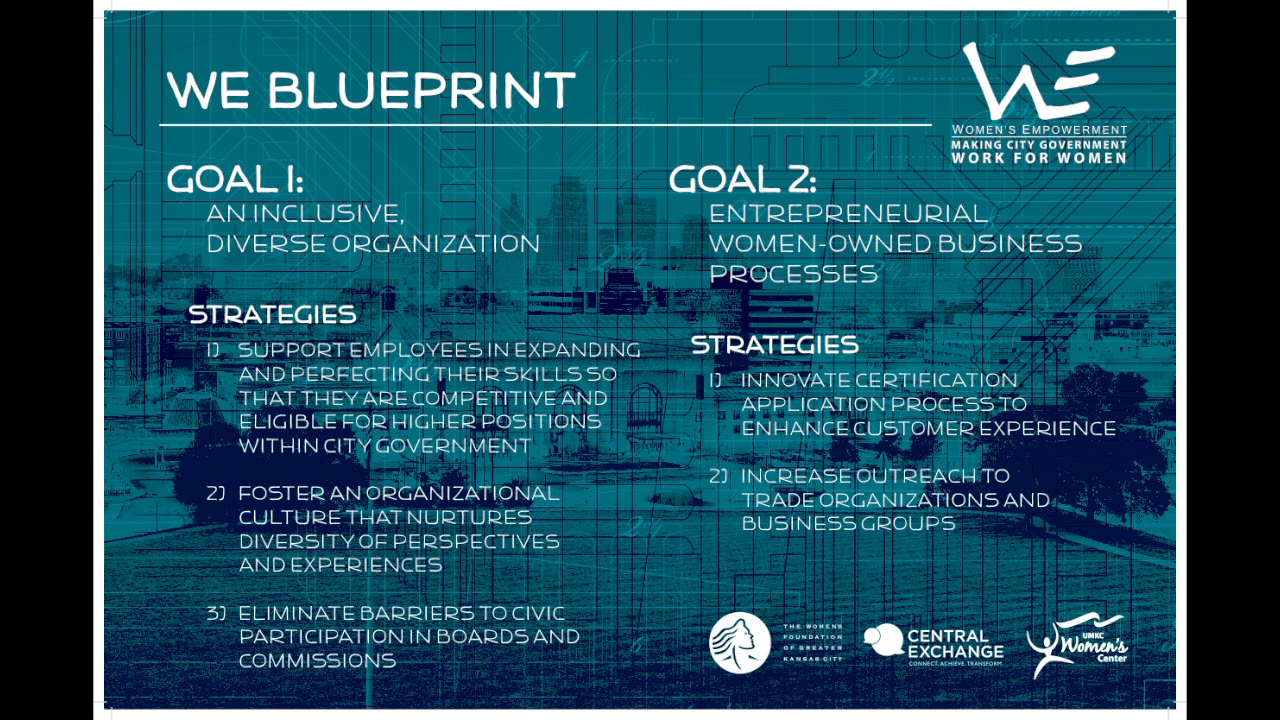 WE BLUEPRINT
WE
WOMEN'S EMPOWERMENT
MAKING CITY GOVERNMENT
WORK FOR WOMEN
GOAL 1:
AN INCLUSIVE,
DIVERSE ORGANIZATION
STRATEGIES
1) SUPPORT EMPLOYEES IN EXPANDING
AND PERFECTING THEIR SKILLS SO
THAT THEY ARE COMPETITIVE AND
ELIGIBLE FOR HIGHER POSITIONS
WITHIN CITY GOVERNMENT
2) FOSTER AN ORGANIZATIONAL
CULTURE THAT NURTURES
DIVERSITY OF PERSPECTIVES
AND EXPERIENCES
3) ELIMINATE BARRIERS TO CIVIC
PARTICIPATION IN BOARDS AND
COMMISSIONS
GOAL 2:
ENTREPRENEURIAL
WOMEN-OWNED BUSINESS
PROCESSES
STRATEGIES
1) INNOVATE CERTIFICATION
APPLICATION PROCESS TO
ENHANCE CUSTOMER EXPERIENCE
2) INCREASE OUTREACH TO
TRADE ORGANIZATIONS AND
BUSINESS GROUPS
THE WOMEN'S
FOUNDATION
OF GREATER
KANSAS CITY
CENTRAL
EXCHANGE
CONNECT. ACHIEVE. TRANSFORM
UMKC
Women's
Center